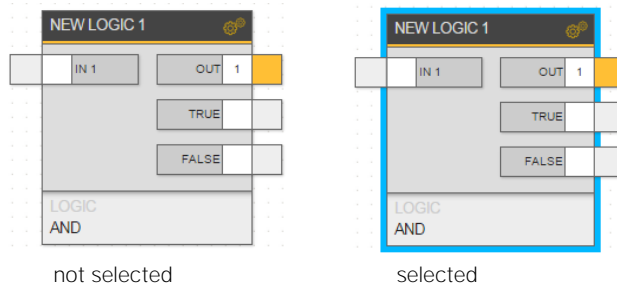 NEW LOGIC 1
IN 1
OUT 1
TRUE
FALSE
LOGIC
AND
not selected
NEW LOGIC 1
IN 1
OUT 1
TRUE
FALSE
LOGIC
AND
selected